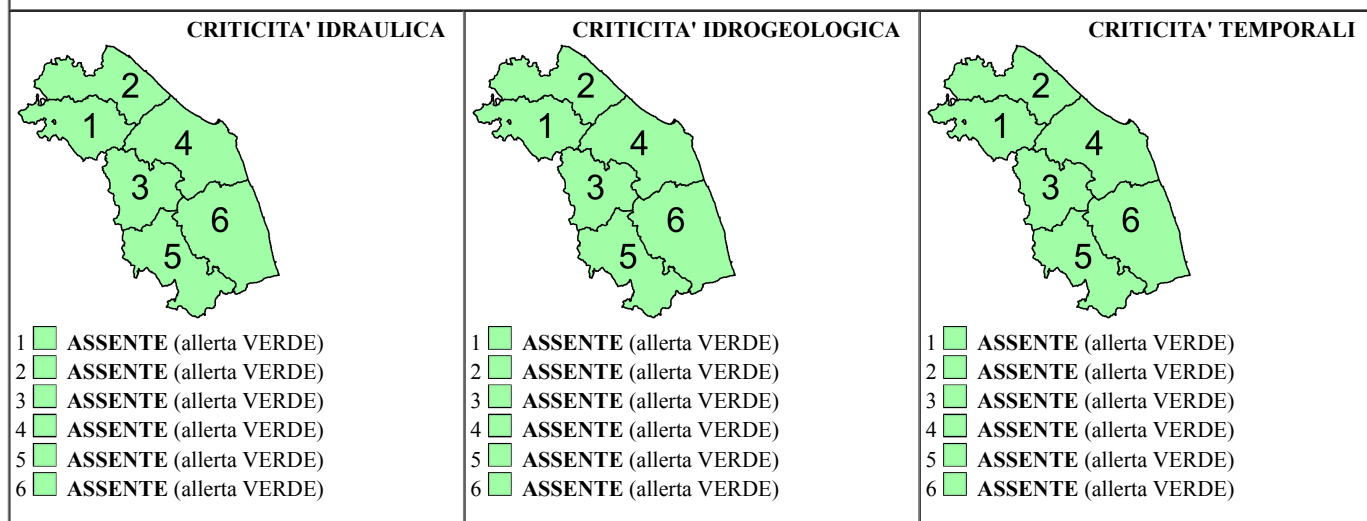 CRITICITA' IDRAULICA
2
1
4
3
6
5
1 ASSENTE (allerta VERDE)
2 ASSENTE (allerta VERDE)
3 ASSENTE (allerta VERDE)
4 ASSENTE (allerta VERDE)
5 ASSENTE (allerta VERDE)
6 ASSENTE (allerta VERDE)
CRITICITA' IDROGEOLOGICA
2
1
4
3
6
5
1 ASSENTE (allerta VERDE)
2 ASSENTE (allerta VERDE)
3 ASSENTE (allerta VERDE)
4 ASSENTE (allerta VERDE)
5 ASSENTE (allerta VERDE)
6 ASSENTE (allerta VERDE)
CRITICITA' TEMPORALI
2
1
4
3
6
5
1 ASSENTE (allerta VERDE)
2 ASSENTE (allerta VERDE)
3 ASSENTE (allerta VERDE)
4 ASSENTE (allerta VERDE)
5 ASSENTE (allerta VERDE)
6 ASSENTE (allerta VERDE)